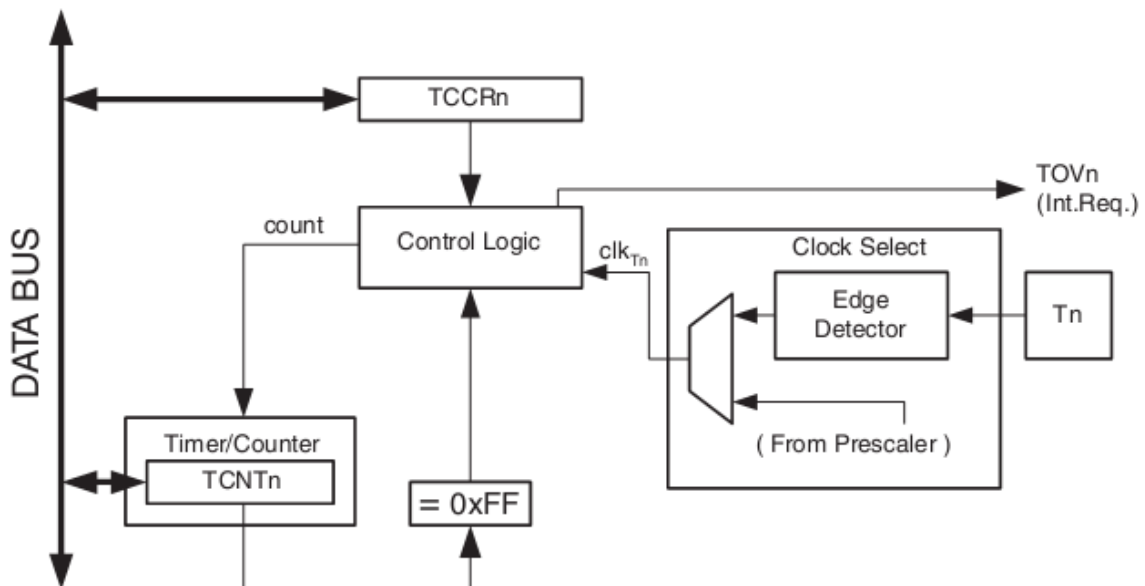 DATA BUS
TCCRn
TOVn
(Int.Req.)
count
Control Logic
clkTn
Clock Select
Edge
Detector
Tn
( From Prescaler )
Timer/Counter
TCNTn
= 0xFF